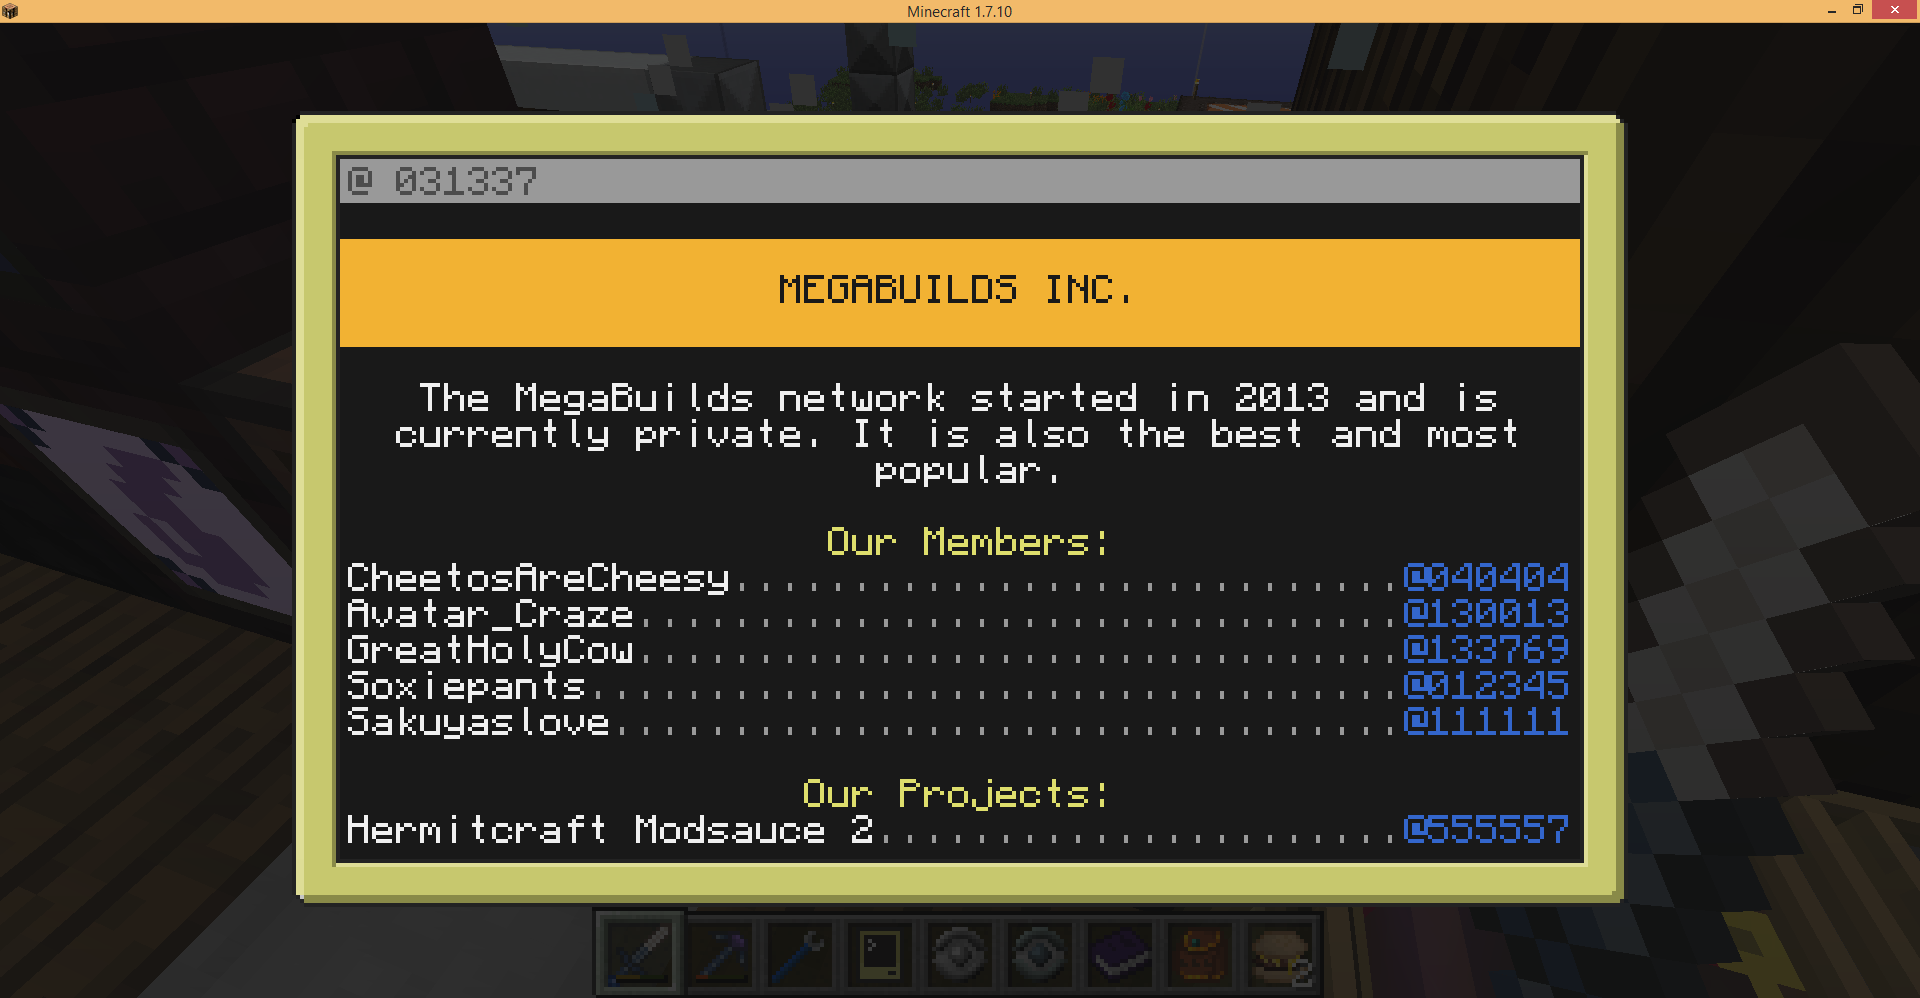 Minecraft 1.7.10
@ 031337
MEGABUILDS INC.
The MegaBuilds network started in 2013 and is
currently private. It is also the best and most
popular.
Our Members:
CheetosAreCheesy............................@040404
Avatar_Craze................................@130013
GreatHolyCow................................@133769
Soxiepants..................................@012345
Sakuyaslove.................................@111111
Our Projects:
Hermitcraft Modsauce 2......................@555557
2